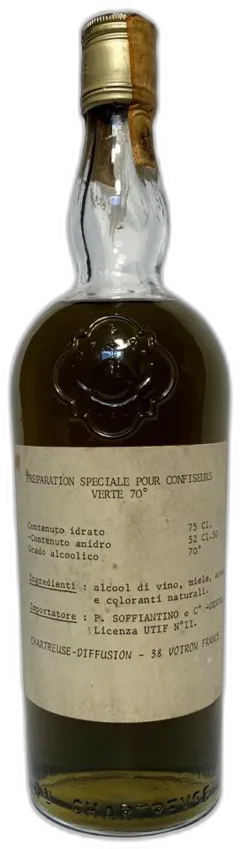 PREPARATION SPECIALE POUR CONFISEURS
VERTE 70°
Contenuto idrato 75 Cl.
-Contenuto anidro 52 Cl.50
Grado alcoolico 70°
Ingredienti : alcool di vino, miele,
e coloranti naturali.
Importatore : P. SOFFIANTINO e C°
Licenza UTIF N°II.
CHARTREUSE-DIFFUSION - 38 VOIRON FRANCE
CHARTREUSE